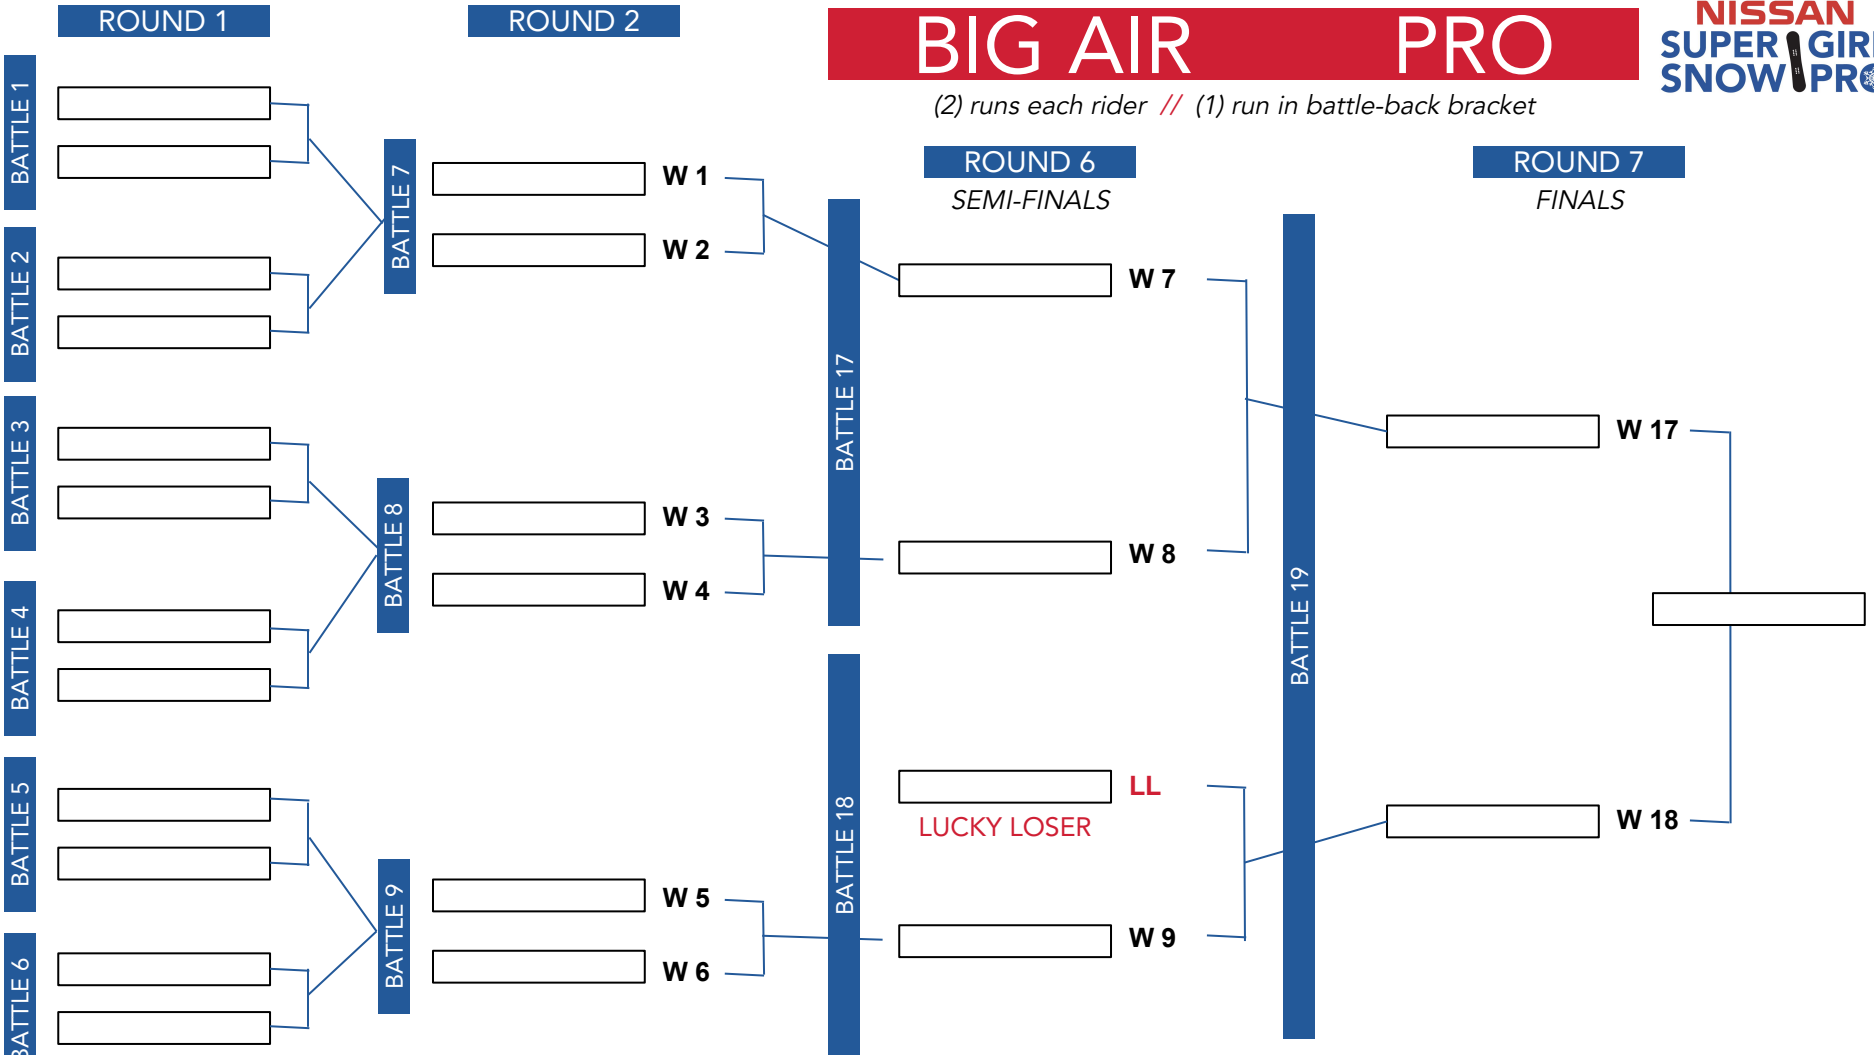 ROUND 1
ROUND 2
BIG AIR PRO
NISSAN
SUPER GIRL
SNOW PRO
(2) runs each rider // (1) run in battle-back bracket
ROUND 6
SEMI-FINALS
ROUND 7
FINALS
BATTLE 1
BATTLE 2
BATTLE 3
BATTLE 4
BATTLE 5
BATTLE 6
BATTLE 7
BATTLE 8
BATTLE 9
W 1
W 2
W 3
W 4
W 5
W 6
BATTLE 17
BATTLE 18
W 7
W 8
LL
LUCKY LOSER
W 9
BATTLE 19
W 17
W 18